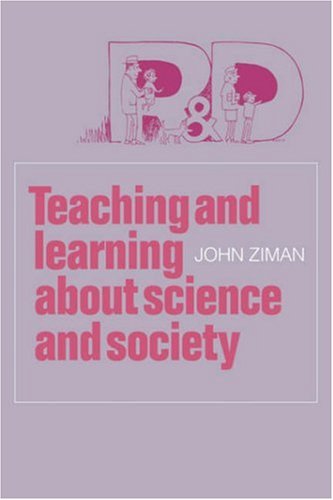 R&D
Teaching and
learning
about science
and society
JOHN ZIMAN